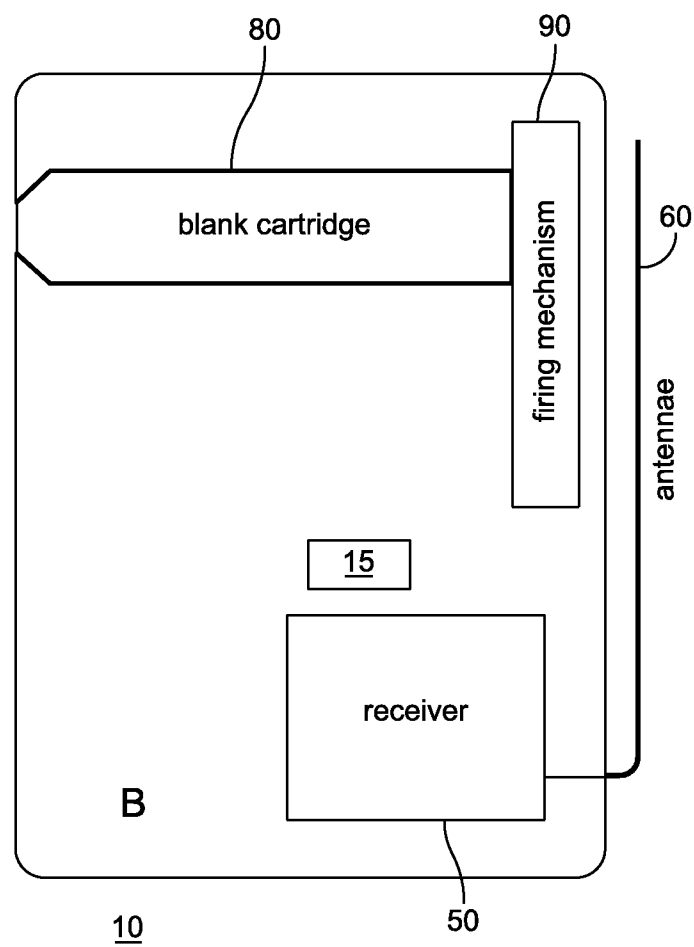 80
90
blank cartridge
firing mechanism
60
antennae
15
receiver
B
10
50